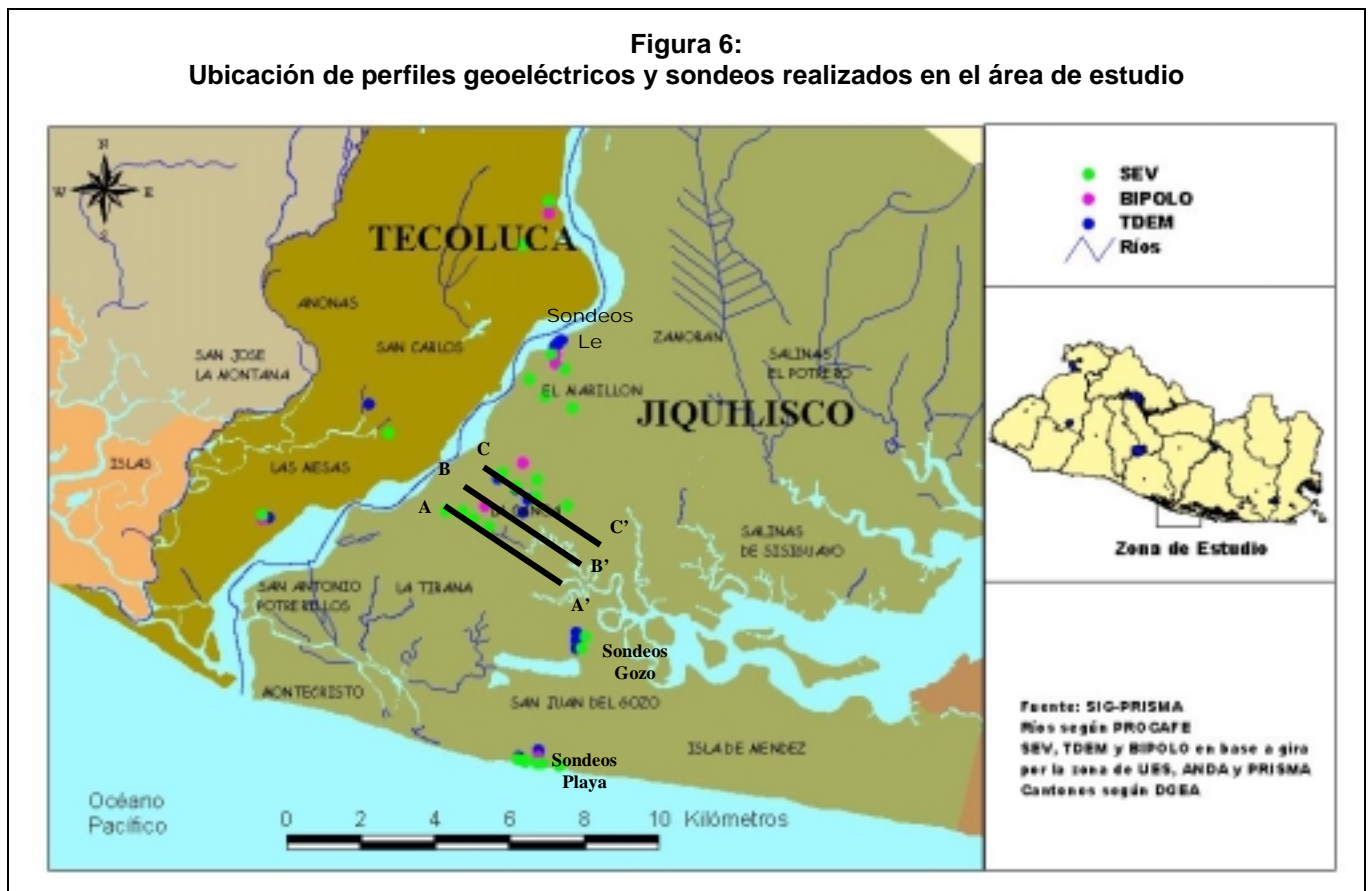 Figura 6:
Ubicación de perfiles geoeléctricos y sondeos realizados en el área de estudio
N
W
E
S
TECOLUCA
ANONAS
SAN CARLOS
SAN JOSE
LA MONTANA
ISLAS
LAS MESAS
Sondeos
Le
ZAMORAN
SALINAS
EL POTRERO
EL MARILLON
JIQUILISCO
C
B
A
C’
B’
A’
SALINAS
DE SISIGUAYO
SAN ANTONIO
POTRERILLOS
LA TIRANA
Sondeos
Gozo
MONTECRISTO
SAN JUAN DEL GOZO
ISLA DE MENDEZ
Sondeos
Playa
Océano
Pacífico
0 2 4 6 8 10 Kilómetros
SEV
BIPOLO
TDEM
Ríos
Zona de Estudio
Fuente: SIG-PRISMA
Ríos según PROCAFE
SEV, TDEM y BIPOLO en base a gira
por la zona de UES, ANDA y PRISMA
Cantones según DGEA